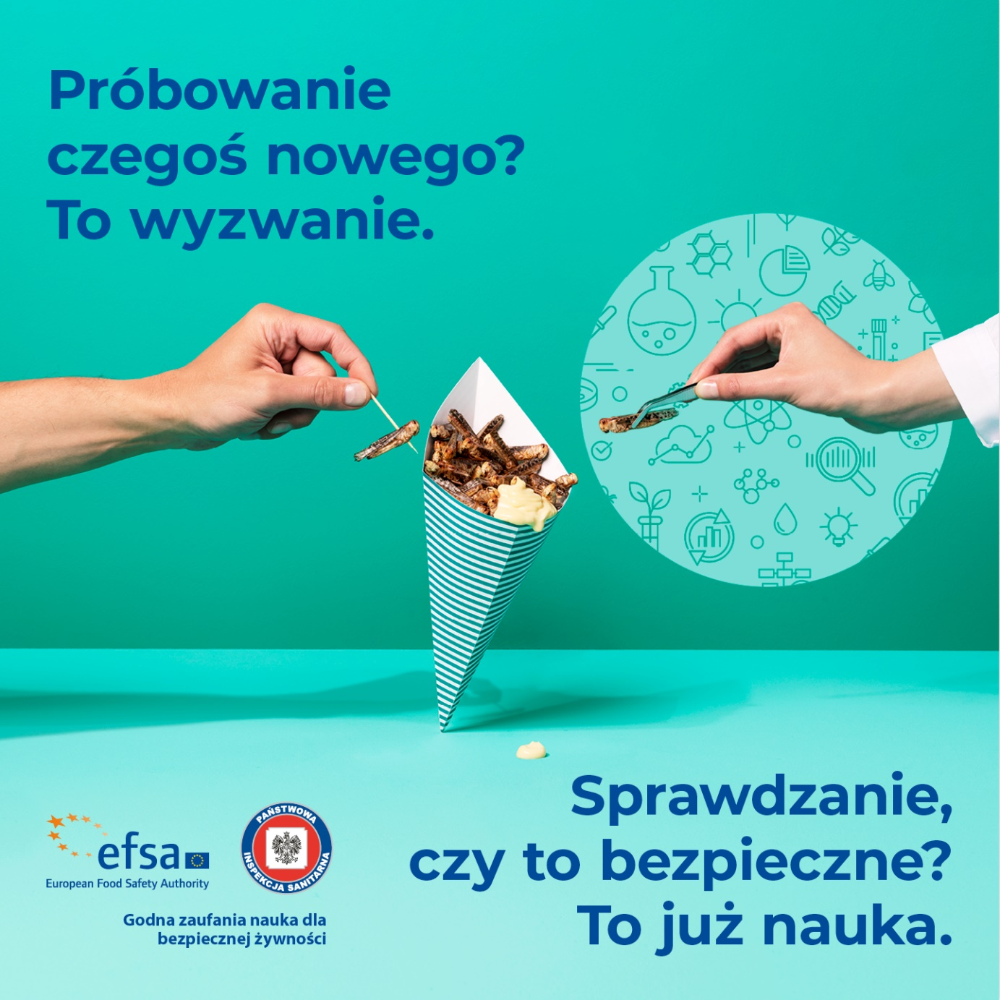 Próbowanie
czegoś nowego?
To wyzwanie.
Sprawdzanie,
czy to bezpieczne?
To już nauka.
efsa
European Food Safety Authority
PAŃSTWOWA
INSPEKCJA SANITARNA
Godna zaufania nauka dla
bezpiecznej żywności